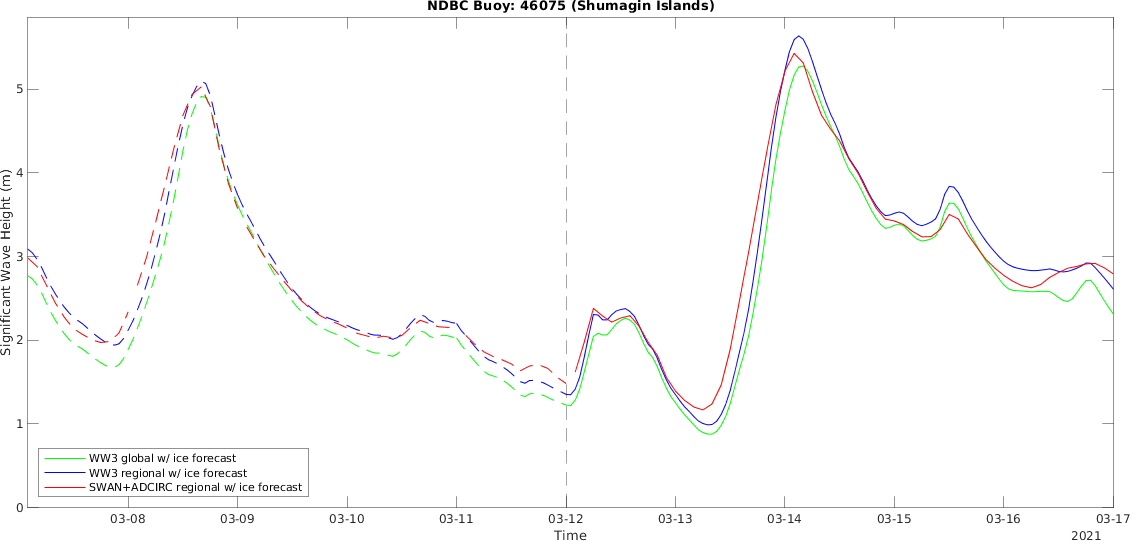 NDBC Buoy: 46075 (Shumagin Islands)
Significant Wave Height (m)
5
4
3
2
1
0
WW3 global w/ ice forecast
WW3 regional w/ ice forecast
SWAN+ADCIRC regional w/ ice forecast
03-08 03-09 03-10 03-11 03-12 03-13 03-14 03-15 03-16 03-17
Time
2021